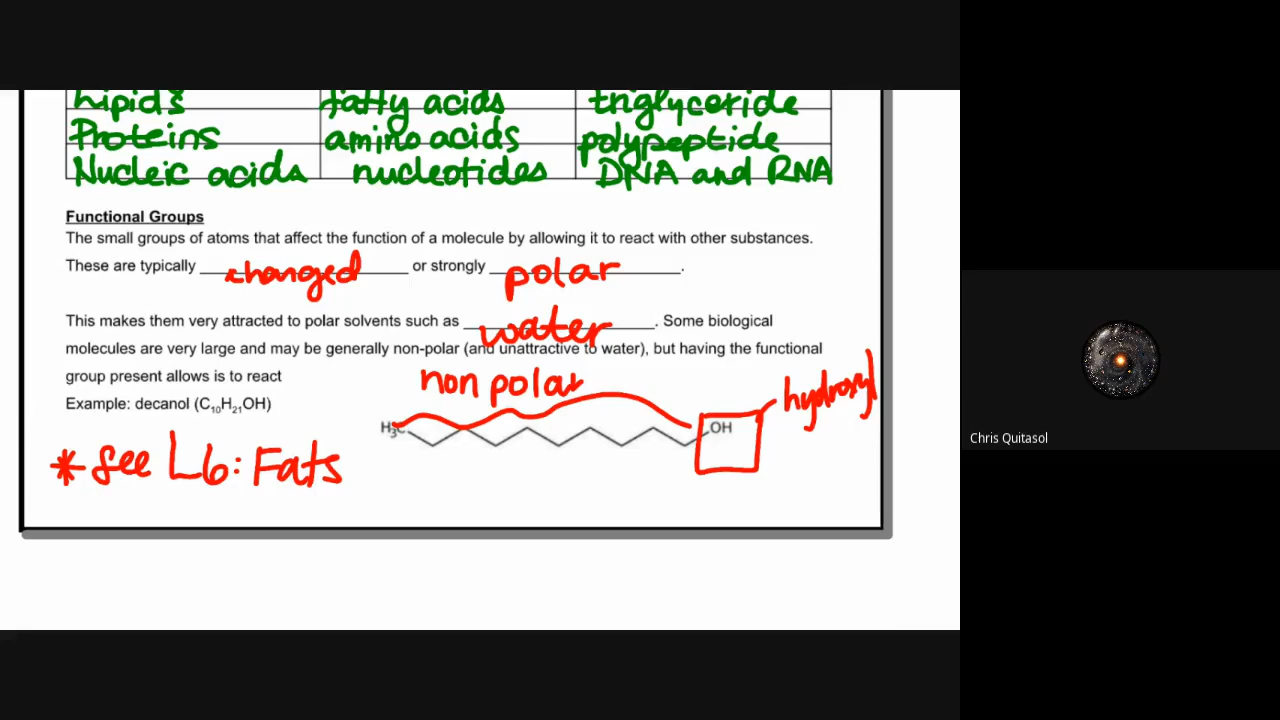 Lipids fatty acids triglyceride
Proteins amino acids polypeptide
Nucleic acids nucleotides DNA and RNA
Functional Groups
The small groups of atoms that affect the function of a molecule by allowing it to react with other substances.
These are typically changed or strongly polar.
This makes them very attracted to polar solvents such as water. Some biological
molecules are very large and may be generally non-polar (and unattractive to water), but having the functional
group present allows is to react
non polar
hydroxyl
Example: decanol (C10H21OH)
H3C OH
* See L6: Fats
Chris Quitasol